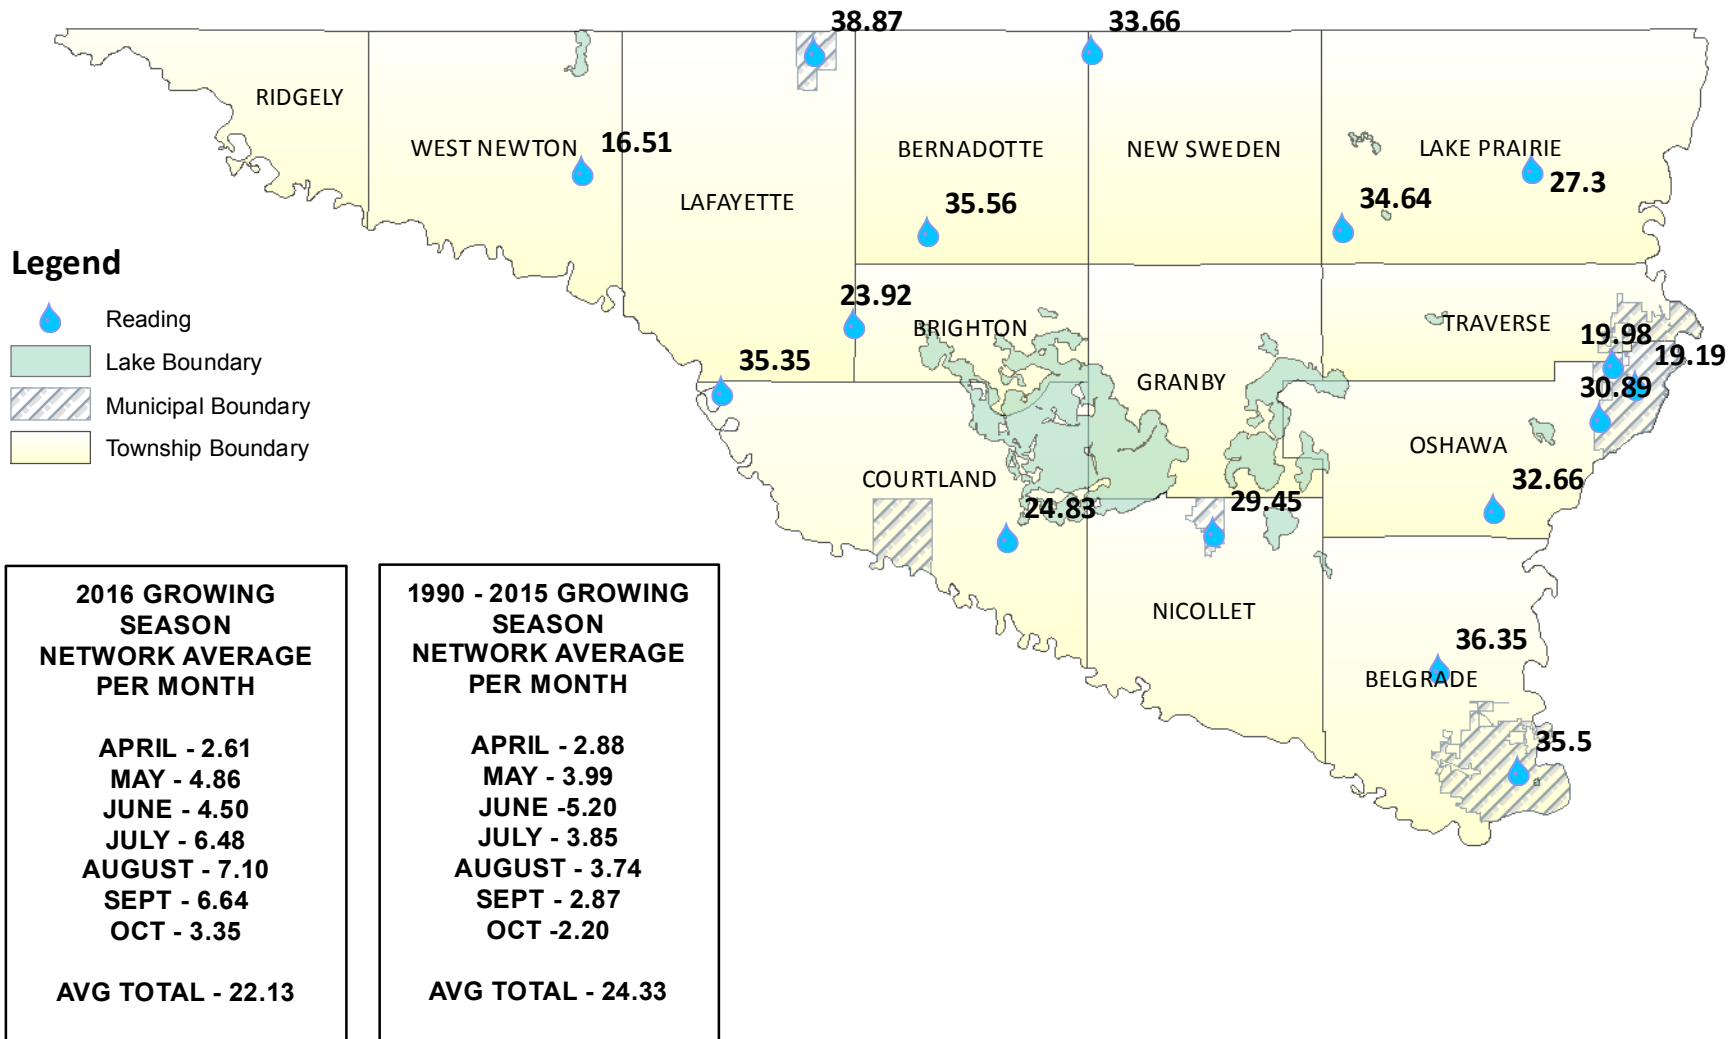 38.87
33.66
RIDGELY
WEST NEWTON
16.51
BERNADOTTE
NEW SWEDEN
LAKE PRAIRIE
27.3
LAFAYETTE
35.56
34.64
Legend
Reading
Lake Boundary
Municipal Boundary
Township Boundary
23.92
BRIGHTON
TRAVERSE
19.98
19.19
35.35
GRANBY
30.89
OSHAWA
COURTLAND
32.66
24.83
29.45
NICOLLET
36.35
BELGRADE
35.5
2016 GROWING
SEASON
NETWORK AVERAGE
PER MONTH
APRIL - 2.61
MAY - 4.86
JUNE - 4.50
JULY - 6.48
AUGUST - 7.10
SEPT - 6.64
OCT - 3.35
AVG TOTAL - 22.13
1990 - 2015 GROWING
SEASON
NETWORK AVERAGE
PER MONTH
APRIL - 2.88
MAY - 3.99
JUNE -5.20
JULY - 3.85
AUGUST - 3.74
SEPT - 2.87
OCT -2.20
AVG TOTAL - 24.33